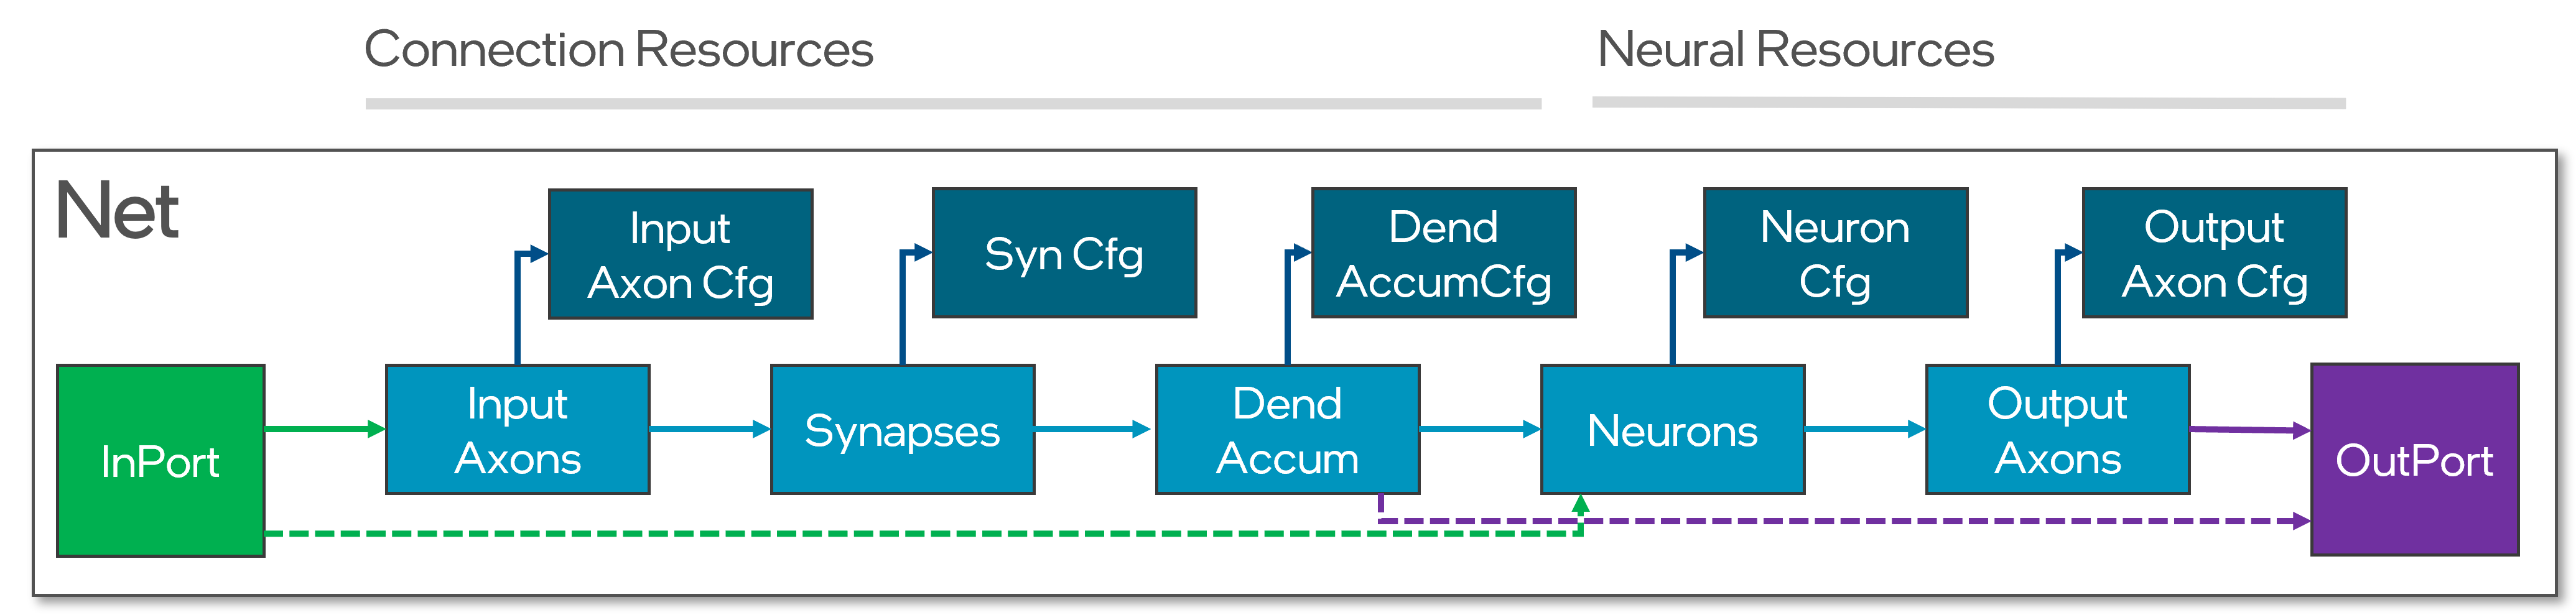 Connection Resources
Neural Resources
Net
Input
Axon Cfg
Syn Cfg
Dend
AccumCfg
Neuron
Cfg
Output
Axon Cfg
InPort
Input
Axons
Synapses
Dend
Accum
Neurons
Output
Axons
OutPort